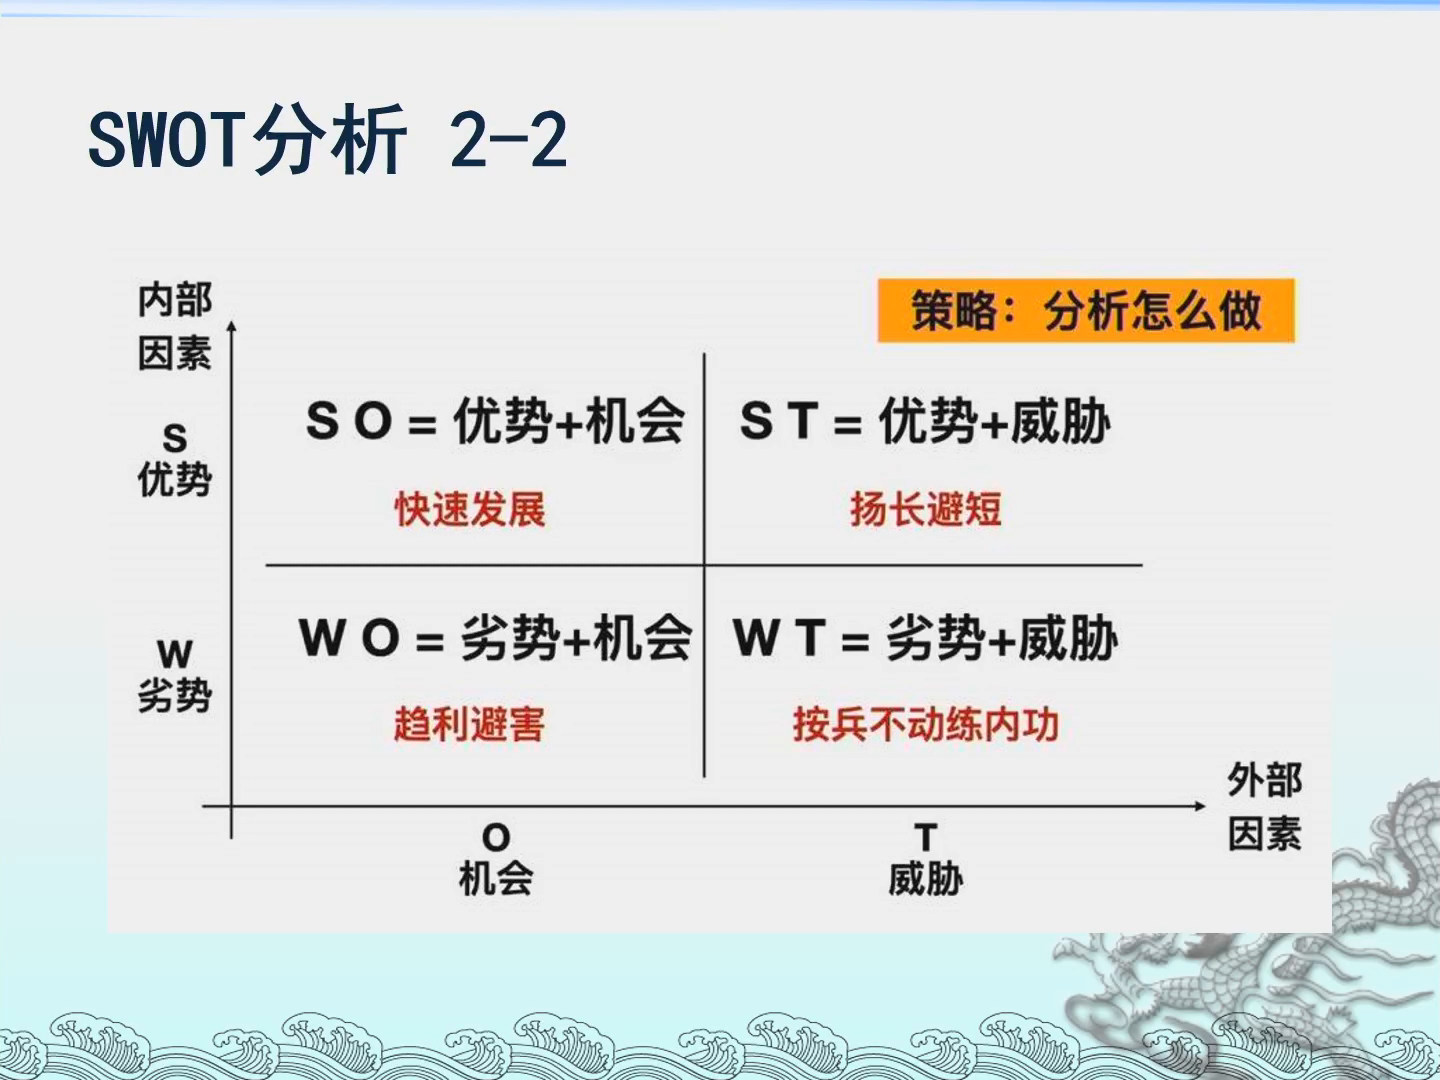 SWOT分析 2-2
策略：分析怎么做
内部
因素
S
优势
S O = 优势+机会
快速发展
S T = 优势+威胁
扬长避短
W
劣势
W O = 劣势+机会
趋利避害
W T = 劣势+威胁
按兵不动练内功
外部
因素
O
机会
T
威胁